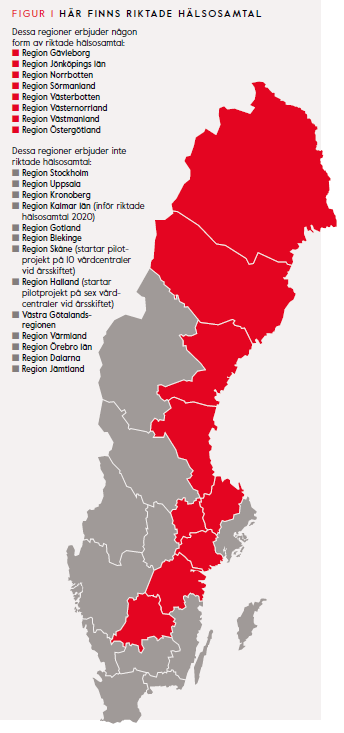 FIGUR 1 HÄR FINNS RIKTADE HÄLSOSAMTAL
Dessa regioner erbjuder någon
form av riktade hälsosamtal:
Region Gävleborg
Region Jönköpings län
Region Norrbotten
Region Sörmanland
Region Västerbotten
Region Västernorrland
Region Västmanland
Region Östergötland
Dessa regioner erbjuder inte
riktade hälsosamtal:
Region Stockholm
Region Uppsala
Region Kronoberg
Region Kalmar län (inför riktade
hälsosamtal 2020)
Region Gotland
Region Blekinge
Region Skåne (startar pilot-
projekt på 10 vårdcentraler
vid årsskiftet)
Region Halland (startar
pilotprojekt på sex vård-
centraler vid årsskiftet)
Västra Götalands-
regionen
Region Värmland
Region Örebro län
Region Dalarna
Region Jämtland